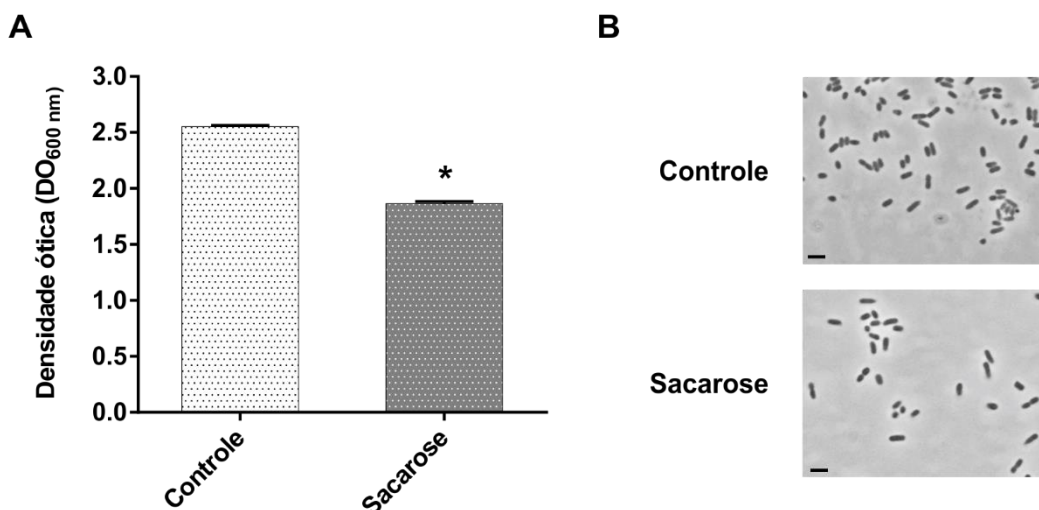 A
B
Densidade ótica (DO600 nm)
3.0
2.5
2.0
1.5
1.0
0.5
0.0
*
Controle
Sacarose
Controle
Sacarose